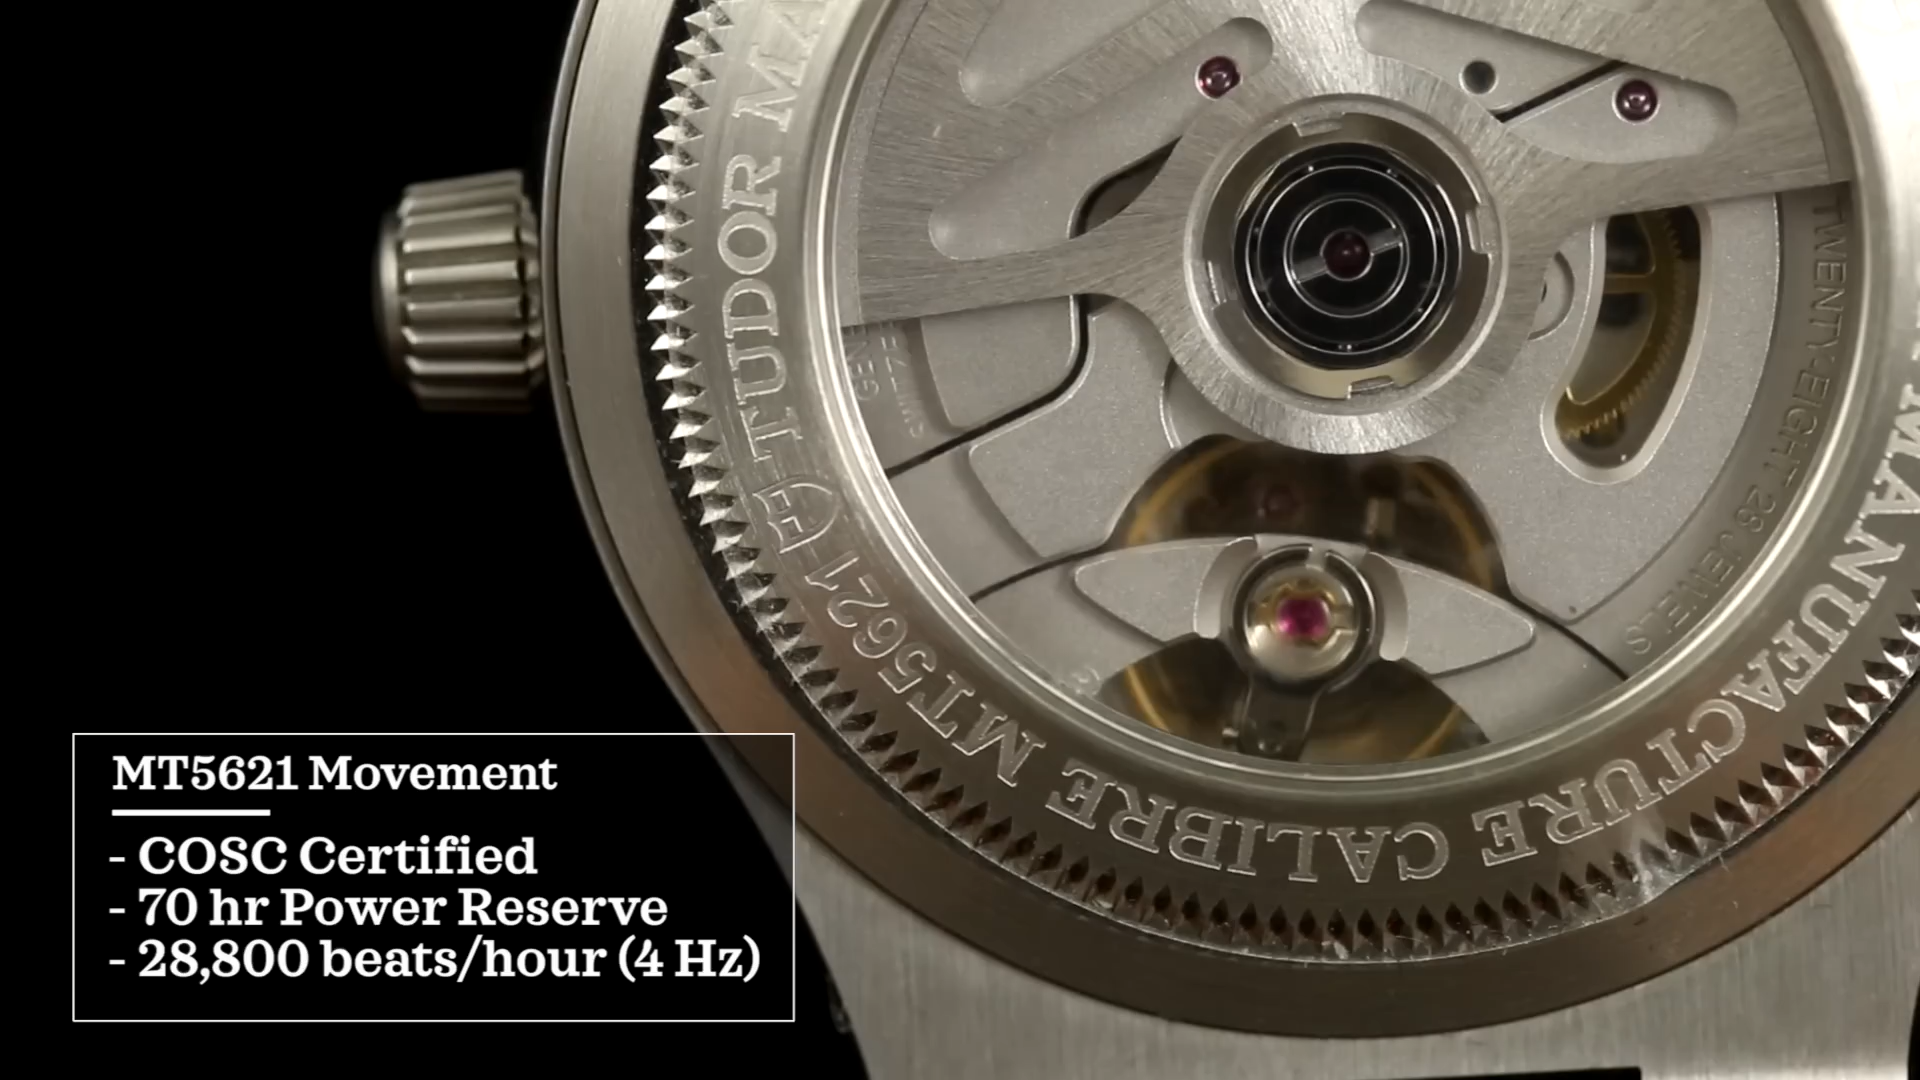 MT5621 Movement
- COSC Certified
- 70 hr Power Reserve
- 28,800 beats/hour (4 Hz)
TUDOR
MANUFACTURE CALIBRE MT5621
TWENTY-EIGHT 28 JEWELS